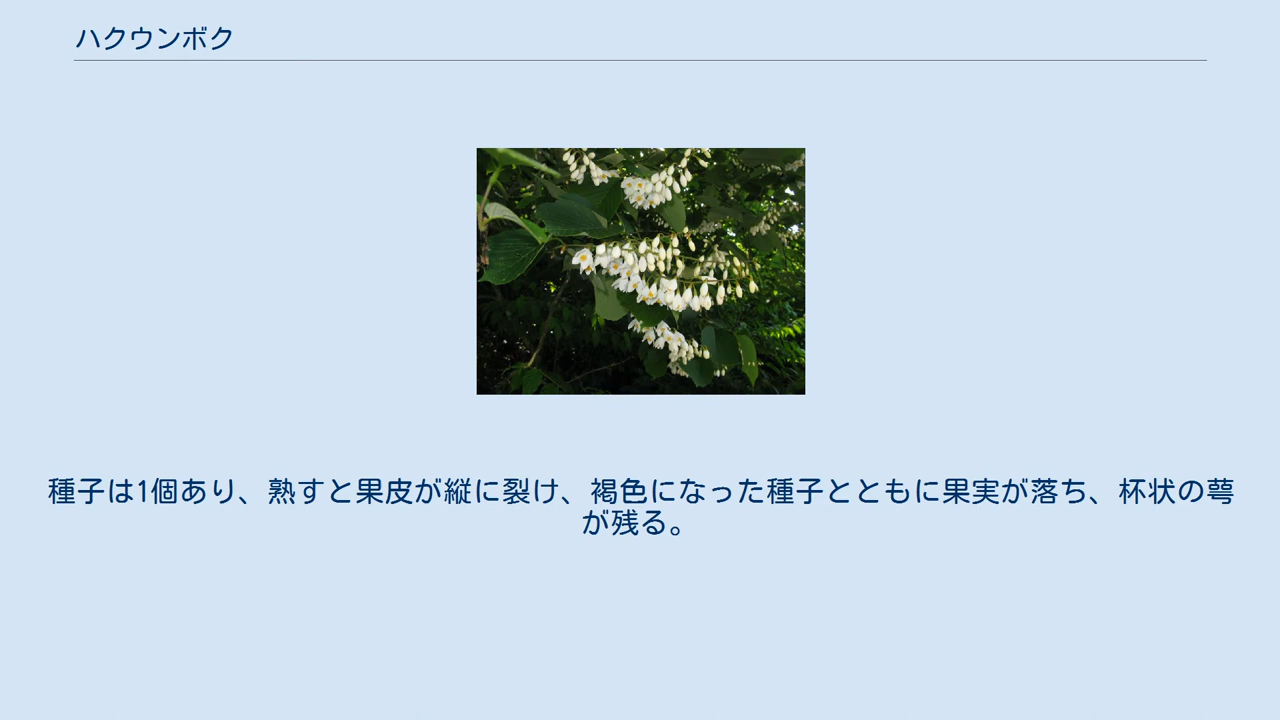 ハクウンボク
種子は1個あり、熟すと果皮が縦に裂け、褐色になった種子とともに果実が落ち、杯状の萼
が残る。